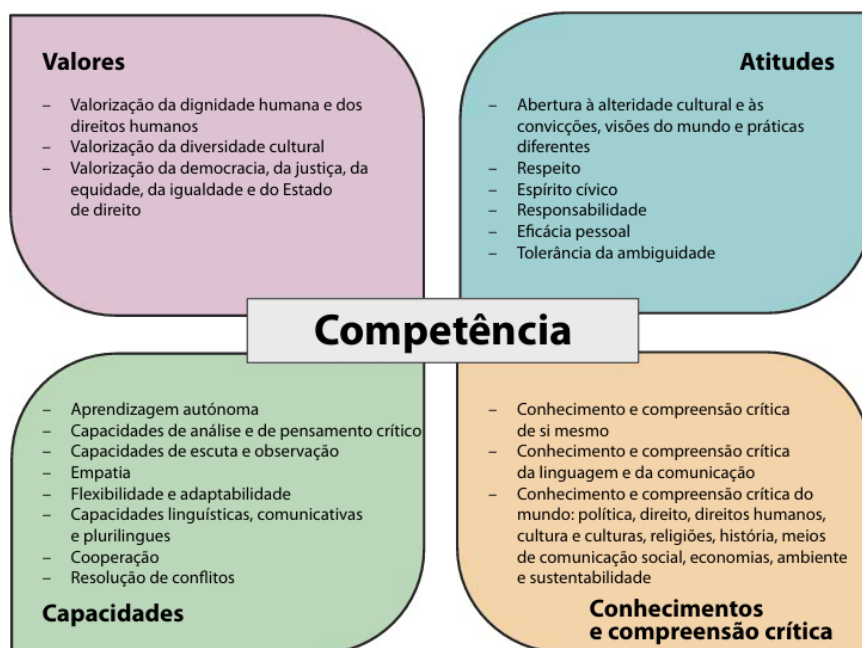 Valores
– Valorização da dignidade humana e dos
direitos humanos
– Valorização da diversidade cultural
– Valorização da democracia, da justiça, da
equidade, da igualdade e do Estado
de direito
Atitudes
– Abertura à alteridade cultural e às
convicções, visões do mundo e práticas
diferentes
– Respeito
– Espírito cívico
– Responsabilidade
– Eficácia pessoal
– Tolerância da ambiguidade
Competência
– Aprendizagem autónoma
– Capacidades de análise e de pensamento crítico
– Capacidades de escuta e observação
– Empatia
– Flexibilidade e adaptabilidade
– Capacidades linguísticas, comunicativas
e plurilingues
– Cooperação
– Resolução de conflitos
Capacidades
– Conhecimento e compreensão crítica
de si mesmo
– Conhecimento e compreensão crítica
da linguagem e da comunicação
– Conhecimento e compreensão crítica do
mundo: política, direito, direitos humanos,
cultura e culturas, religiões, história, meios
de comunicação social, economias, ambiente
e sustentabilidade
Conhecimentos
e compreensão crítica